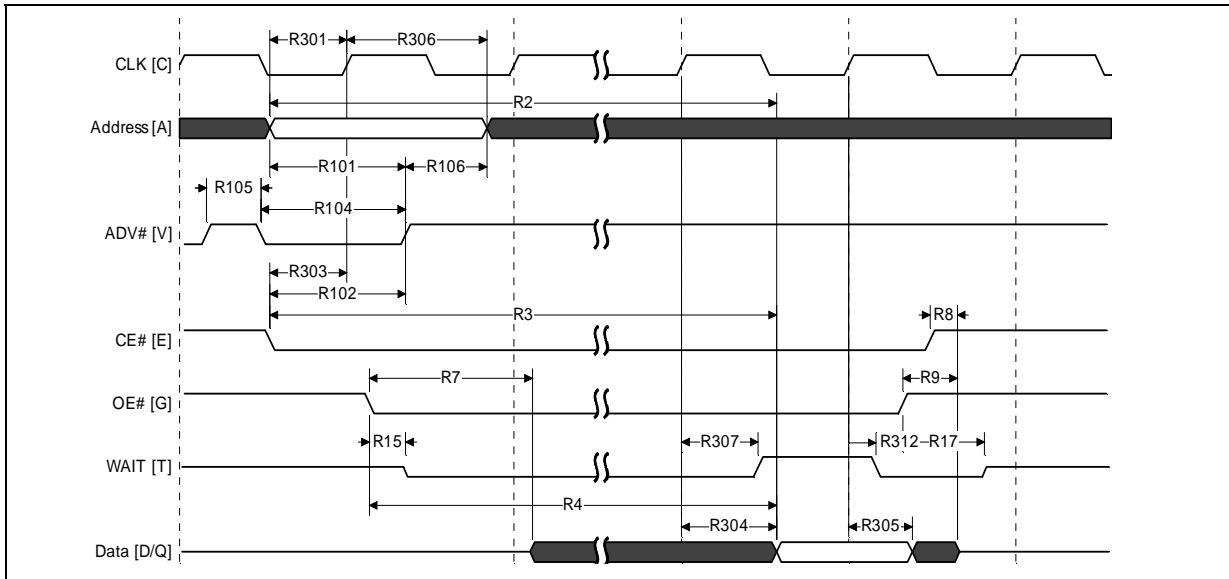 R301 R306
CLK [C]
R2
Address [A]
R101 R106
R105
R104
ADV# [V]
R303
R102
R3 R8
CE# [E]
R7 R9
OE# [G]
R15 R307 R312 R17
WAIT [T]
R4
R304 R305
Data [D/Q]